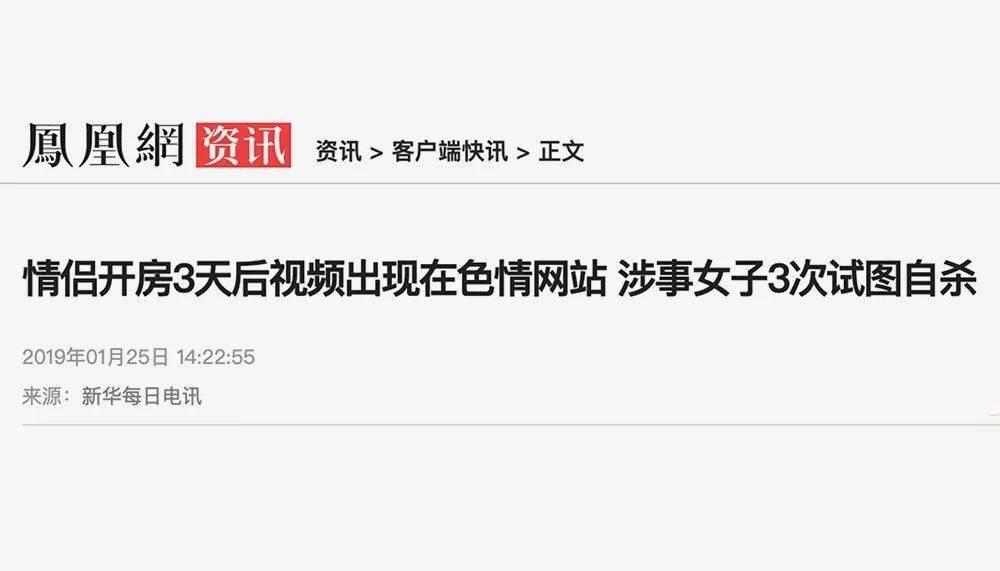 鳳凰網 资讯 资讯 > 客户端快讯 > 正文
情侣开房3天后视频出现在色情网站 涉事女子3次试图自杀
2019年01月25日 14:22:55
来源：新华每日电讯